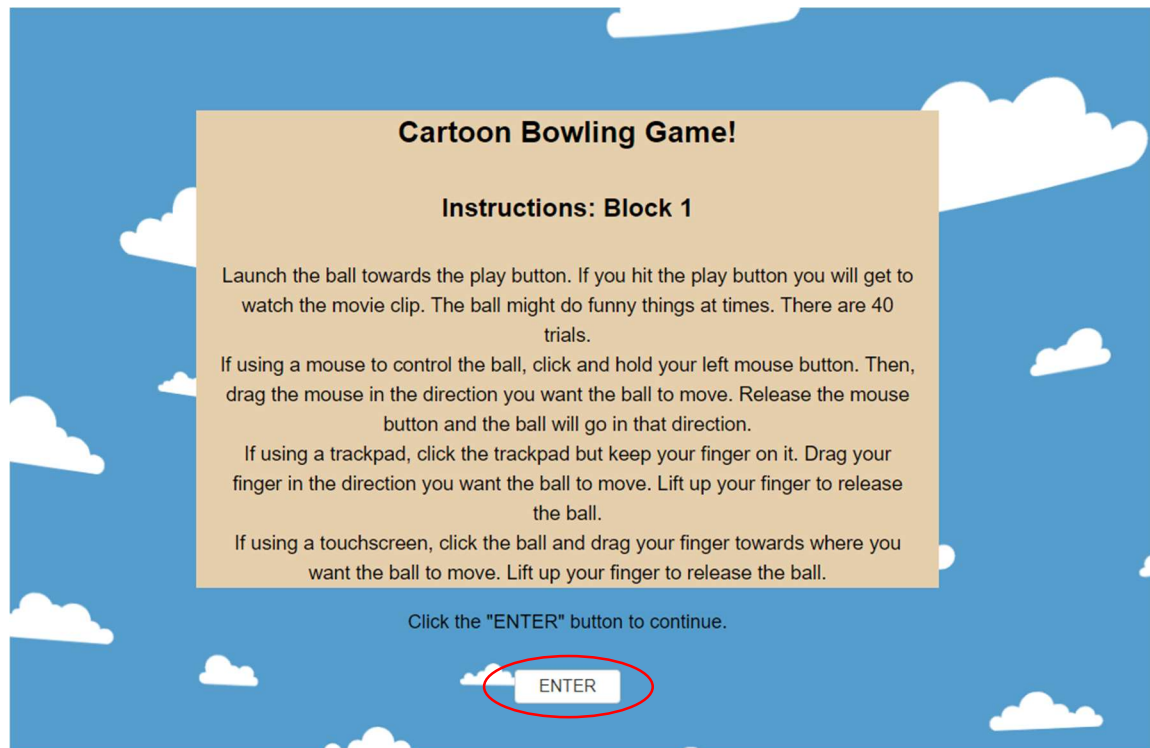 Cartoon Bowling Game!
Instructions: Block 1
Launch the ball towards the play button. If you hit the play button you will get to
watch the movie clip. The ball might do funny things at times. There are 40
trials.
If using a mouse to control the ball, click and hold your left mouse button. Then,
drag the mouse in the direction you want the ball to move. Release the mouse
button and the ball will go in that direction.
If using a trackpad, click the trackpad but keep your finger on it. Drag your
finger in the direction you want the ball to move. Lift up your finger to release
the ball.
If using a touchscreen, click the ball and drag your finger towards where you
want the ball to move. Lift up your finger to release the ball.
Click the "ENTER" button to continue.
ENTER